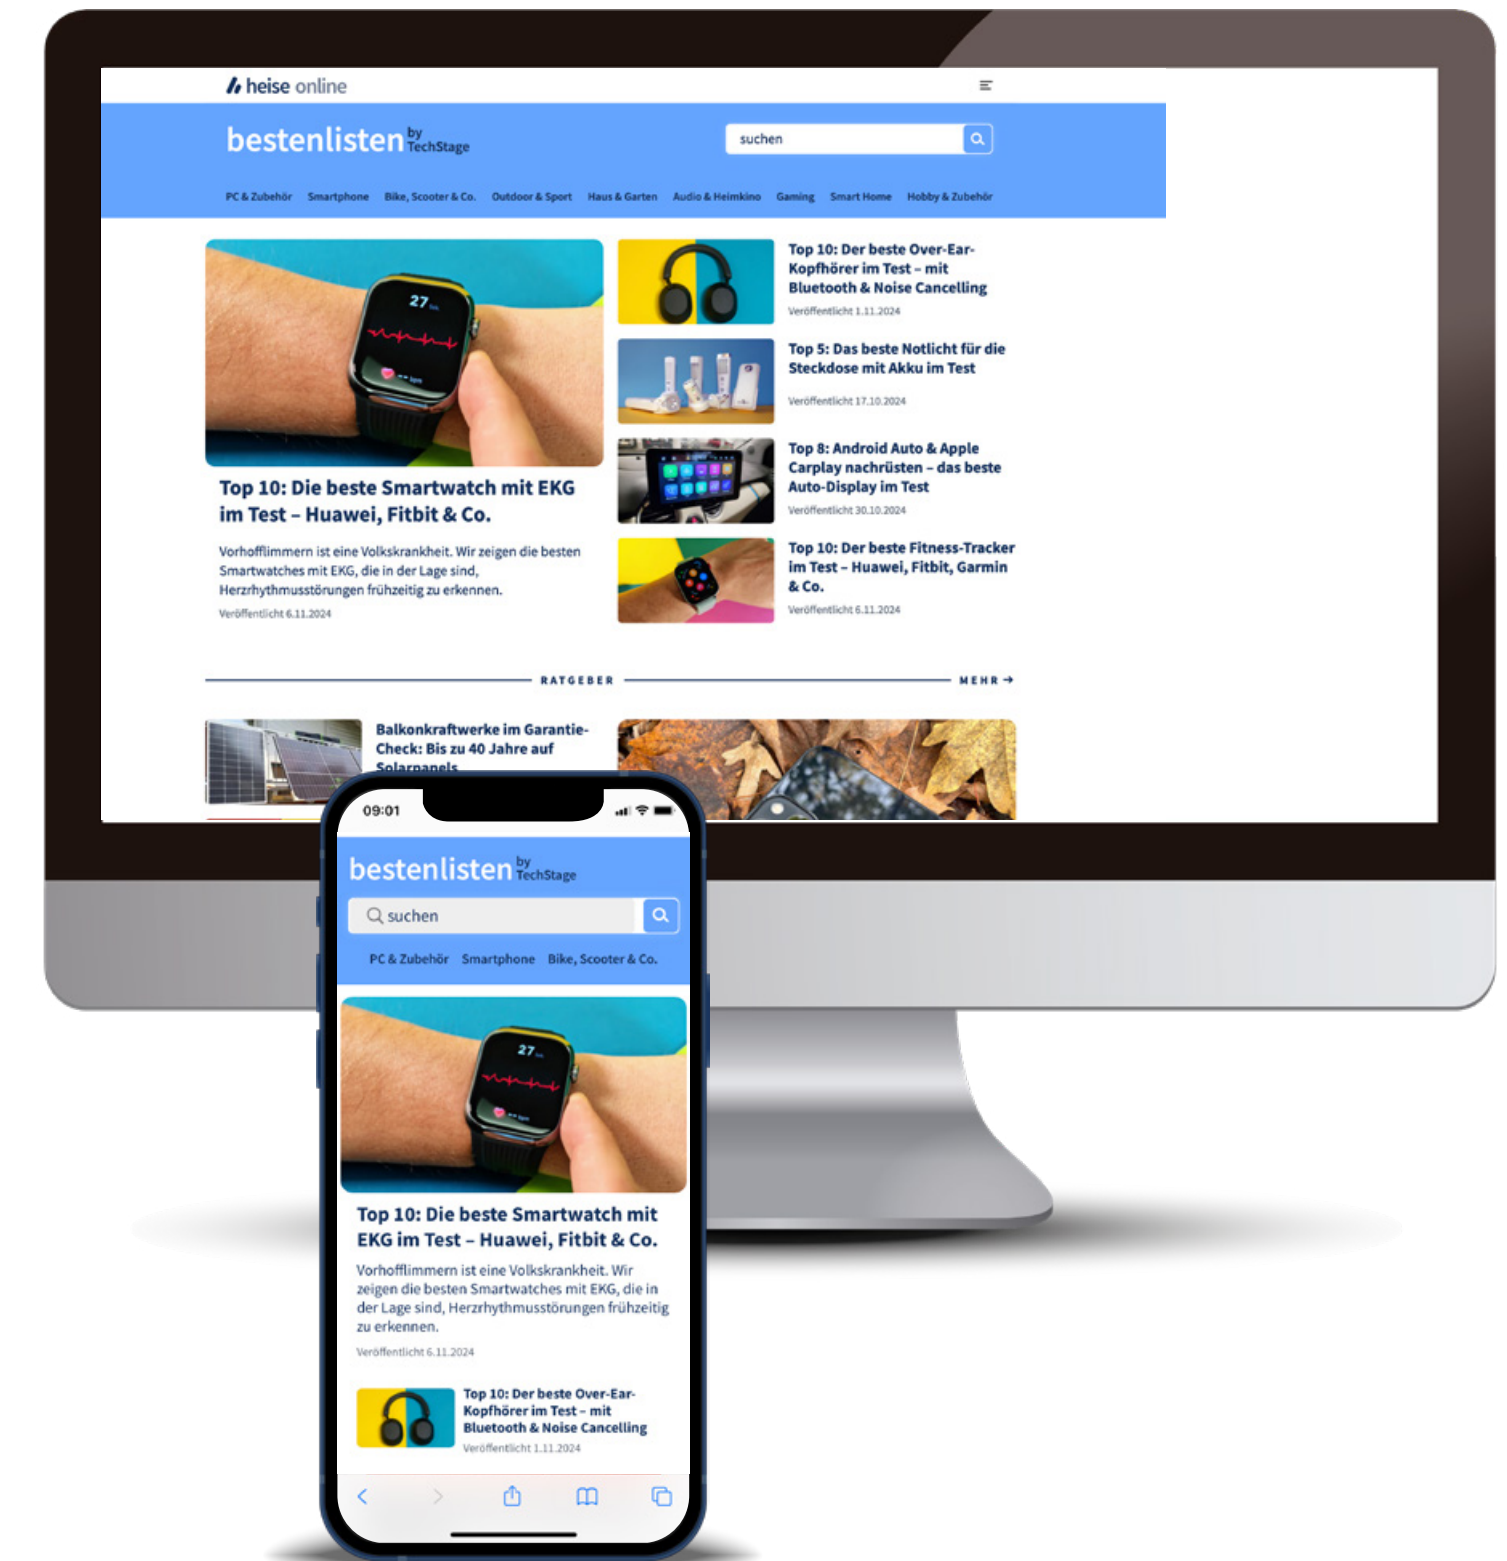 heise online
bestenlisten by TechStage
suchen
PC & Zubehör Smartphone Bike, Scooter & Co. Outdoor & Sport Haus & Garten Audio & Heimkino Gaming Smart Home Hobby & Zubehör
27
bpm
Top 10: Die beste Smartwatch mit EKG
im Test – Huawei, Fitbit & Co.
Vorhofflimmern ist eine Volkskrankheit. Wir zeigen die besten
Smartwatches mit EKG, die in der Lage sind,
Herzrhythmusstörungen frühzeitig zu erkennen.
Veröffentlicht 6.11.2024
Top 10: Der beste Over-Ear-
Kopfhörer im Test – mit
Bluetooth & Noise Cancelling
Veröffentlicht 1.11.2024
Top 5: Das beste Notlicht für die
Steckdose mit Akku im Test
Veröffentlicht 17.10.2024
Top 8: Android Auto & Apple
Carplay nachrüsten – das beste
Auto-Display im Test
Veröffentlicht 30.10.2024
Top 10: Der beste Fitness-Tracker
im Test – Huawei, Fitbit, Garmin
& Co.
Veröffentlicht 6.11.2024
RATGEBER
MEHR →
Balkonkraftwerke im Garantie-
Check: Bis zu 40 Jahre auf
Solarpanels
09:01
bestenlisten by TechStage
suchen
PC & Zubehör Smartphone Bike, Scooter & Co.
27
Top 10: Die beste Smartwatch mit
EKG im Test – Huawei, Fitbit & Co.
Vorhofflimmern ist eine Volkskrankheit. Wir
zeigen die besten Smartwatches mit EKG, die in
der Lage sind, Herzrhythmusstörungen frühzeitig
zu erkennen.
Veröffentlicht 6.11.2024
Top 10: Der beste Over-Ear-
Kopfhörer im Test – mit
Bluetooth & Noise Cancelling
Veröffentlicht 1.11.2024